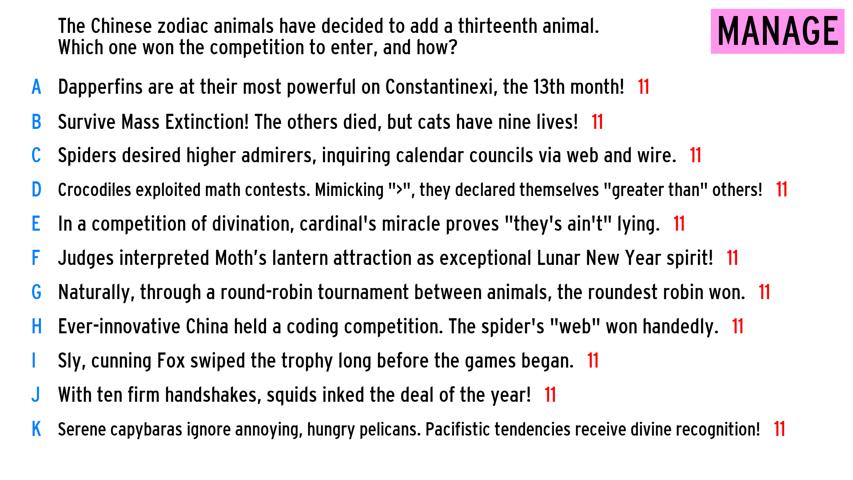 The Chinese zodiac animals have decided to add a thirteenth animal.
Which one won the competition to enter, and how?
MANAGE
A Dapperfins are at their most powerful on Constantinexi, the 13th month! 11
B Survive Mass Extinction! The others died, but cats have nine lives! 11
C Spiders desired higher admirers, inquiring calendar councils via web and wire. 11
D Crocodiles exploited math contests. Mimicking ">", they declared themselves "greater than" others! 11
E In a competition of divination, cardinal's miracle proves "they's ain't" lying. 11
F Judges interpreted Moth's lantern attraction as exceptional Lunar New Year spirit! 11
G Naturally, through a round-robin tournament between animals, the roundest robin won. 11
H Ever-innovative China held a coding competition. The spider's "web" won handedly. 11
I Sly, cunning Fox swiped the trophy long before the games began. 11
J With ten firm handshakes, squids inked the deal of the year! 11
K Serene capybaras ignore annoying, hungry pelicans. Pacifistic tendencies receive divine recognition! 11